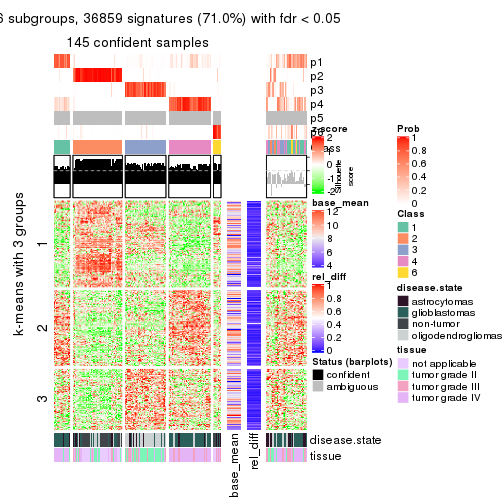 6 subgroups, 36859 signatures (71.0%) with fdr < 0.05
145 confident samples
p1
p2
p3
p4
p5
z-score
2
1
0
-1
-2
Silhouette
score
base_mean
12
10
8
6
4
rel_diff
1
0.8
0.6
0.4
0.2
0
Status (barplots)
confident
ambiguous
Prob
1
0.8
0.6
0.4
0.2
0
Class
1
2
3
4
6
disease.state
astrocytomas
glioblastomas
non-tumor
oligodendrogliomas
tissue
not applicable
tumor grade II
tumor grade III
tumor grade IV
k-means with 3 groups
1
2
3
disease.state
tissue
base_mean
rel_diff